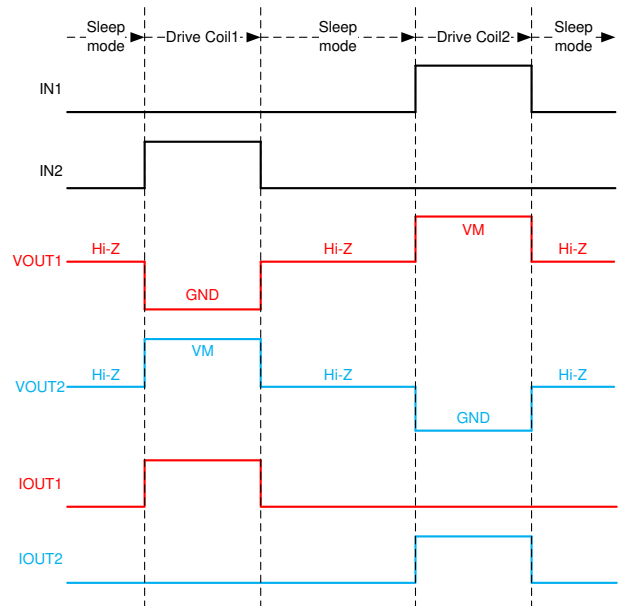 Sleep mode
Drive Coil1
Sleep mode
Drive Coil2
Sleep mode
IN1
IN2
VOUT1
Hi-Z
GND
Hi-Z
VM
Hi-Z
VOUT2
Hi-Z
VM
Hi-Z
GND
Hi-Z
IOUT1
IOUT2